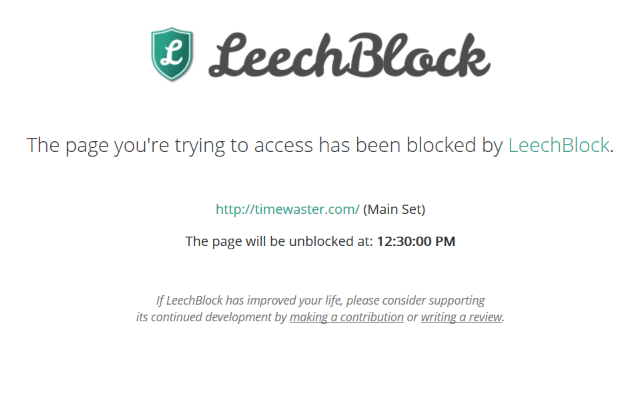 L LeechBlock
The page you're trying to access has been blocked by LeechBlock.
http://timewaster.com/ (Main Set)
The page will be unblocked at: 12:30:00 PM
If LeechBlock has improved your life, please consider supporting
its continued development by making a contribution or writing a review.